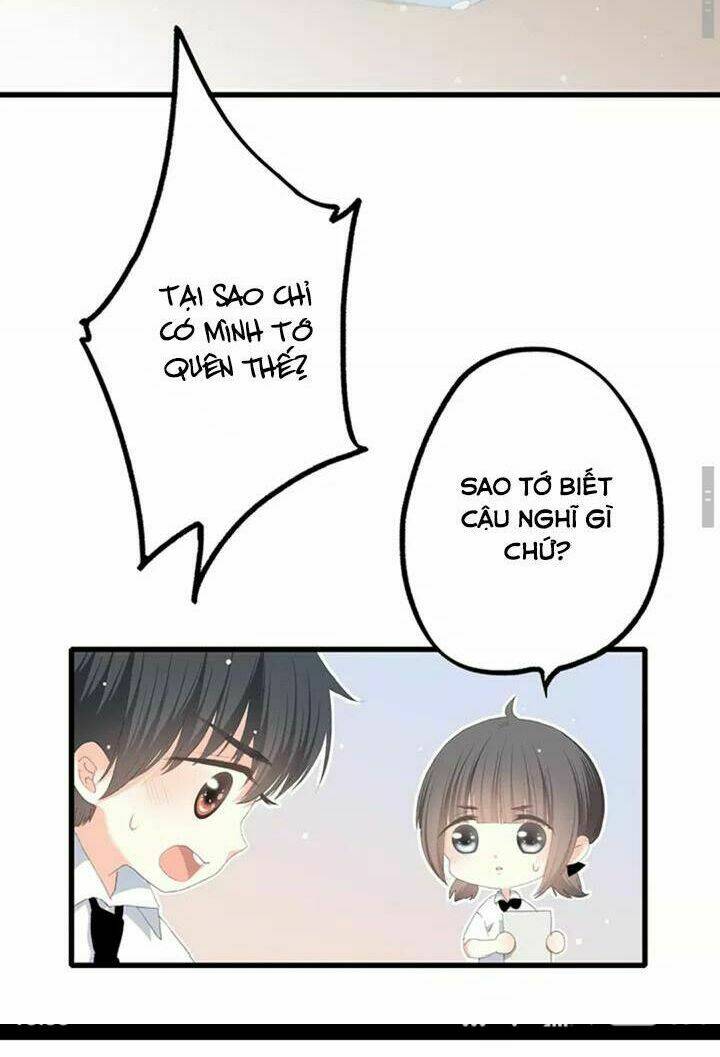 TẠI SAO CHỈ
CÓ MÌNH TỚ
QUÊN THẾ?
SAO TỚ BIẾT
CẬU NGHĨ GÌ
CHỨ?